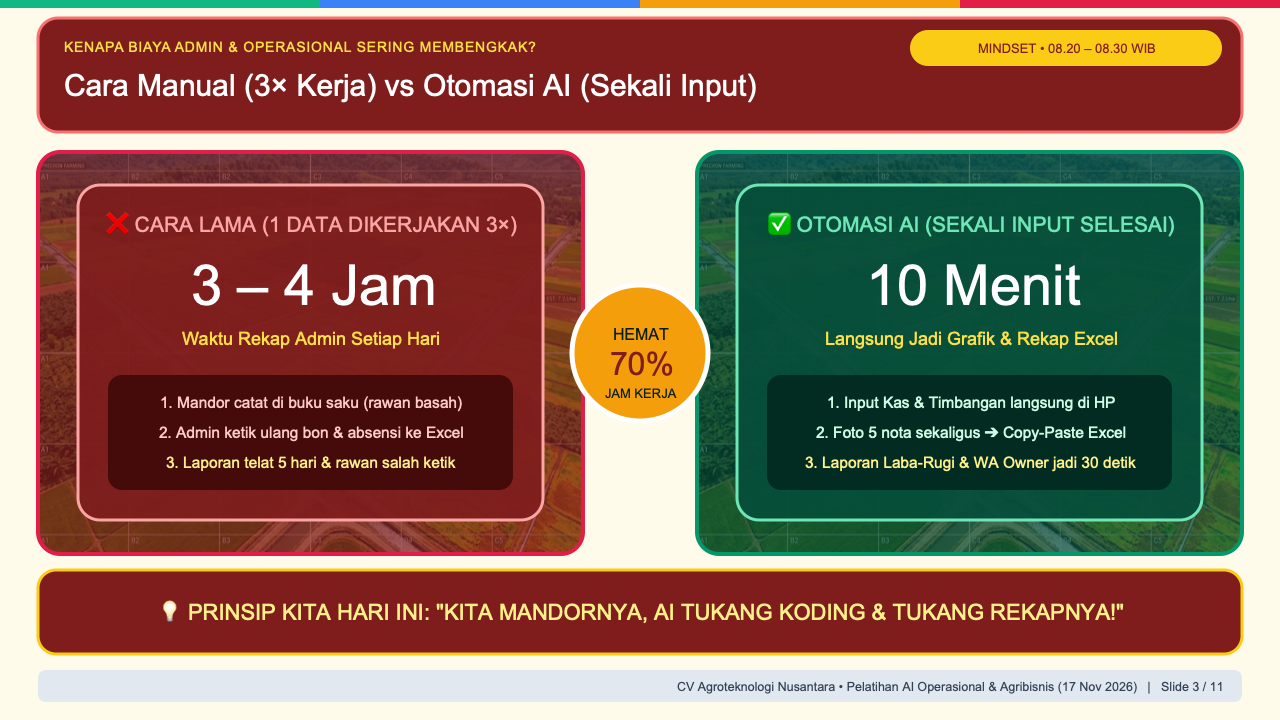 KENAPA BIAYA ADMIN & OPERASIONAL SERING MEMBENGKAK?
MINDSET • 08.20 – 08.30 WIB
Cara Manual (3× Kerja) vs Otomasi AI (Sekali Input)
❌ CARA LAMA (1 DATA DIKERJAKAN 3×)
3 – 4 Jam
Waktu Rekap Admin Setiap Hari
1. Mandor catat di buku saku (rawan basah)
2. Admin ketik ulang bon & absensi ke Excel
3. Laporan telat 5 hari & rawan salah ketik
HEMAT
70%
JAM KERJA
✅ OTOMASI AI (SEKALI INPUT SELESAI)
10 Menit
Langsung Jadi Grafik & Rekap Excel
1. Input Kas & Timbangan langsung di HP
2. Foto 5 nota sekaligus ➔ Copy-Paste Excel
3. Laporan Laba-Rugi & WA Owner jadi 30 detik
💡 PRINSIP KITA HARI INI: "KITA MANDORNYA, AI TUKANG KODING & TUKANG REKAPNYA!"
CV Agroteknologi Nusantara • Pelatihan AI Operasional & Agribisnis (17 Nov 2026) | Slide 3 / 11